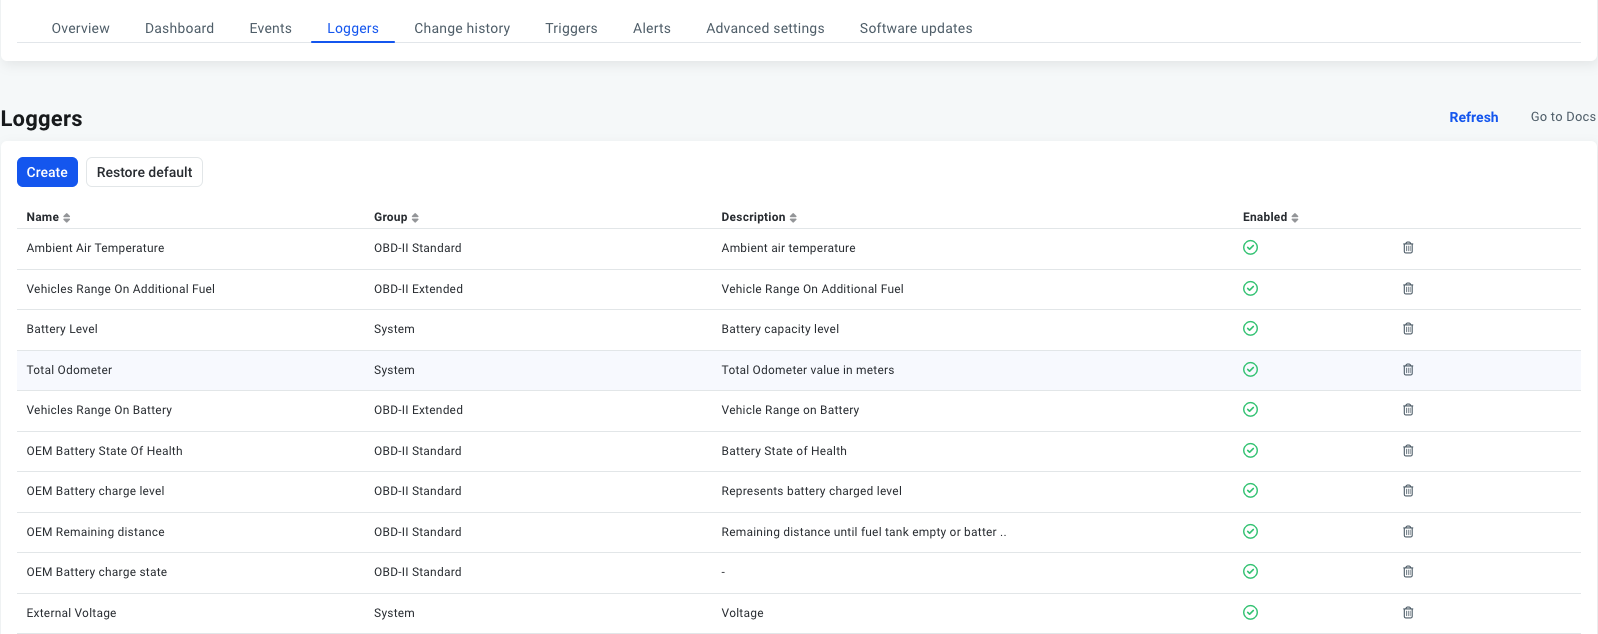 Overview Dashboard Events Loggers Change history Triggers Alerts Advanced settings Software updates
Loggers Refresh Go to Docs
Create Restore default
Name Group Description Enabled
Ambient Air Temperature OBD-II Standard Ambient air temperature
Vehicles Range On Additional Fuel OBD-II Extended Vehicle Range On Additional Fuel
Battery Level System Battery capacity level
Total Odometer System Total Odometer value in meters
Vehicles Range On Battery OBD-II Extended Vehicle Range on Battery
OEM Battery State Of Health OBD-II Standard Battery State of Health
OEM Battery charge level OBD-II Standard Represents battery charged level
OEM Remaining distance OBD-II Standard Remaining distance until fuel tank empty or batter ..
OEM Battery charge state OBD-II Standard -
External Voltage System Voltage